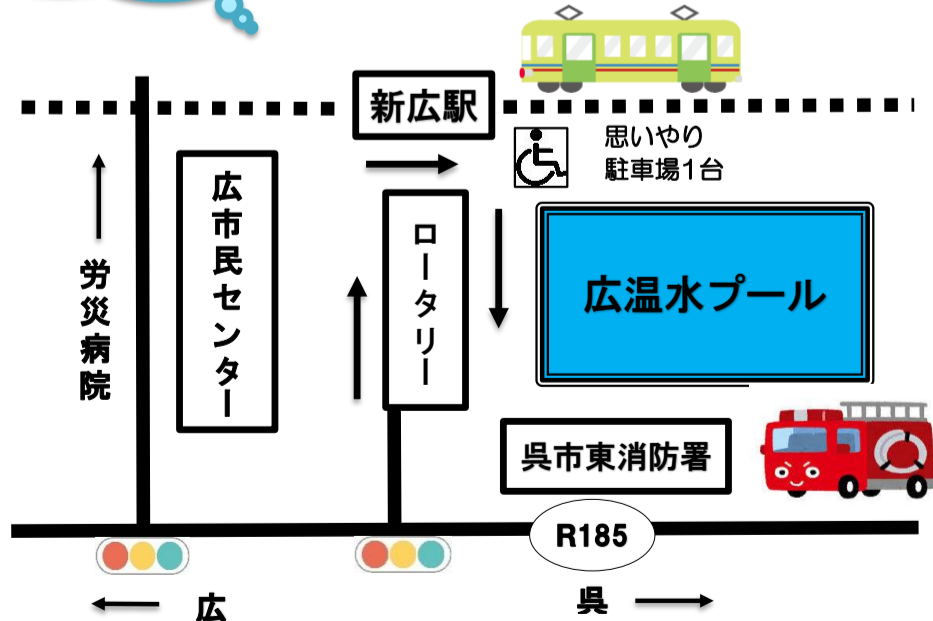 新広駅
思いやり
駐車場1台
広市民センター
ロータリー
労災病院
広温水プール
呉市東消防署
R185
広
呉